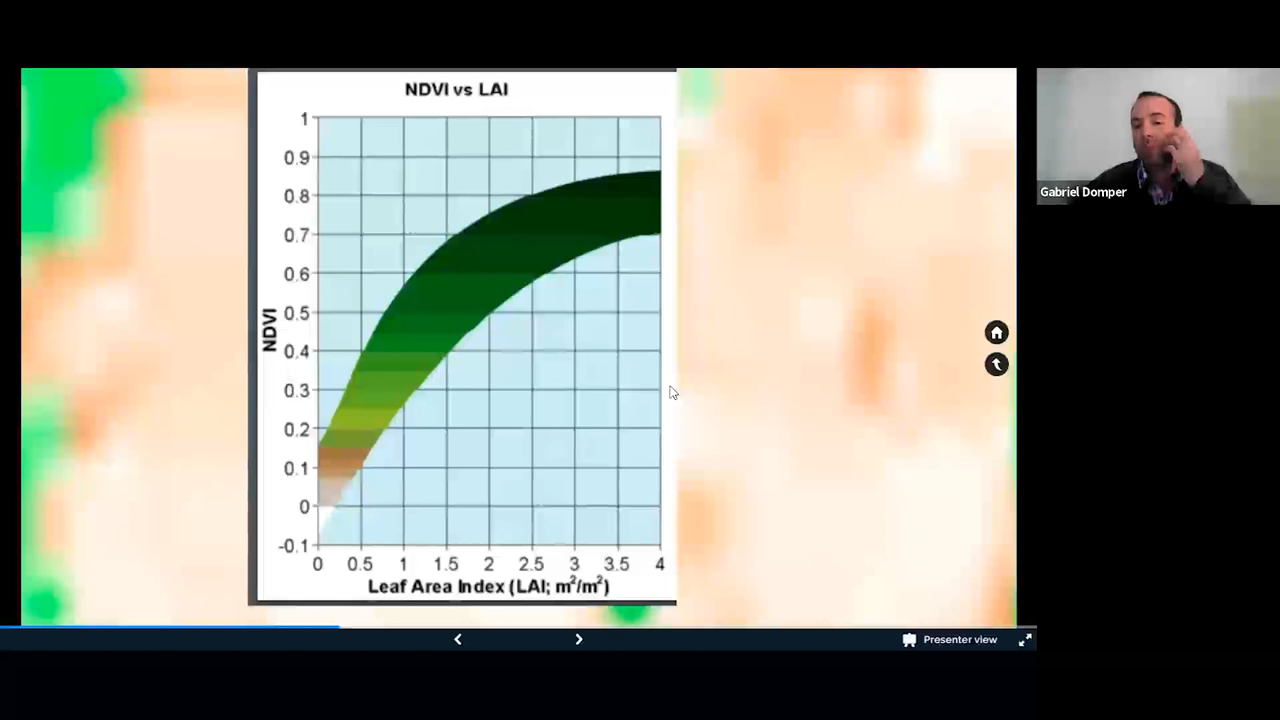 NDVI vs LAI
1
0.9
0.8
0.7
0.6
0.5
0.4
0.3
0.2
0.1
0
-0.1
NDVI
0 0.5 1 1.5 2 2.5 3 3.5 4
Leaf Area Index (LAI; m²/m²)
Gabriel Domper
Presenter view